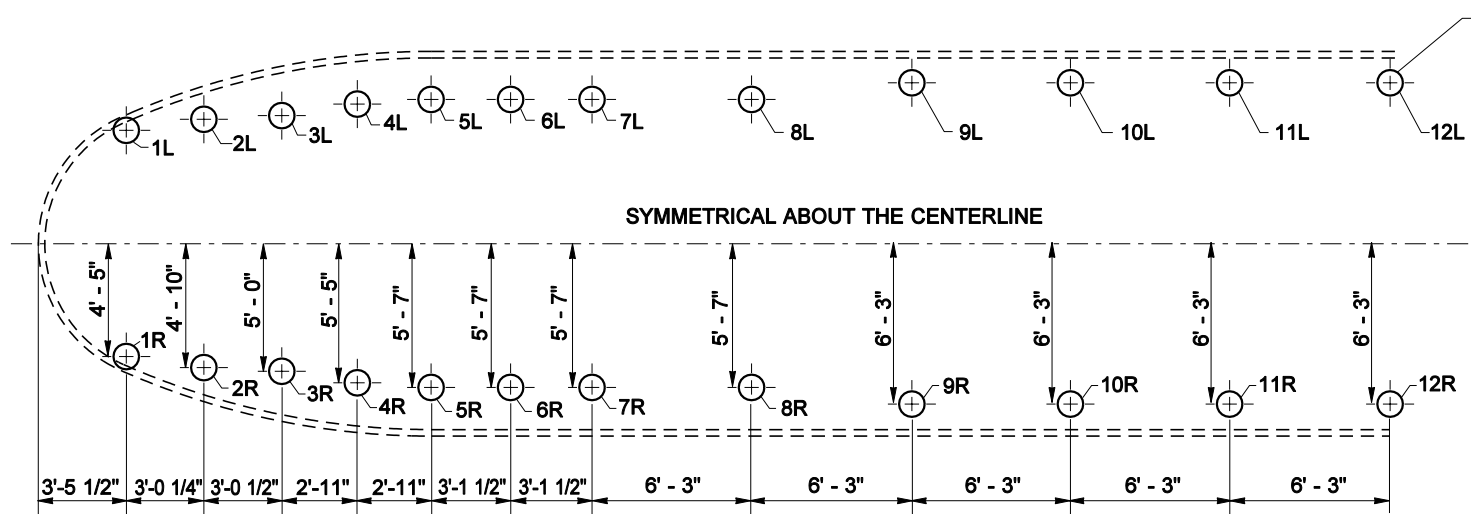 1L 2L 3L 4L 5L 6L 7L 8L 9L 10L 11L 12L
SYMMETRICAL ABOUT THE CENTERLINE
4' - 5" 4' - 10" 5' - 0" 5' - 5" 5' - 7" 5' - 7" 5' - 7" 5' - 7" 6' - 3" 6' - 3" 6' - 3" 6' - 3"
1R 2R 3R 4R 5R 6R 7R 8R 9R 10R 11R 12R
3'-5 1/2" 3'-0 1/4" 3'-0 1/2" 2'-11" 2'-11" 3'-1 1/2" 3'-1 1/2" 6' - 3" 6' - 3" 6' - 3" 6' - 3" 6' - 3"